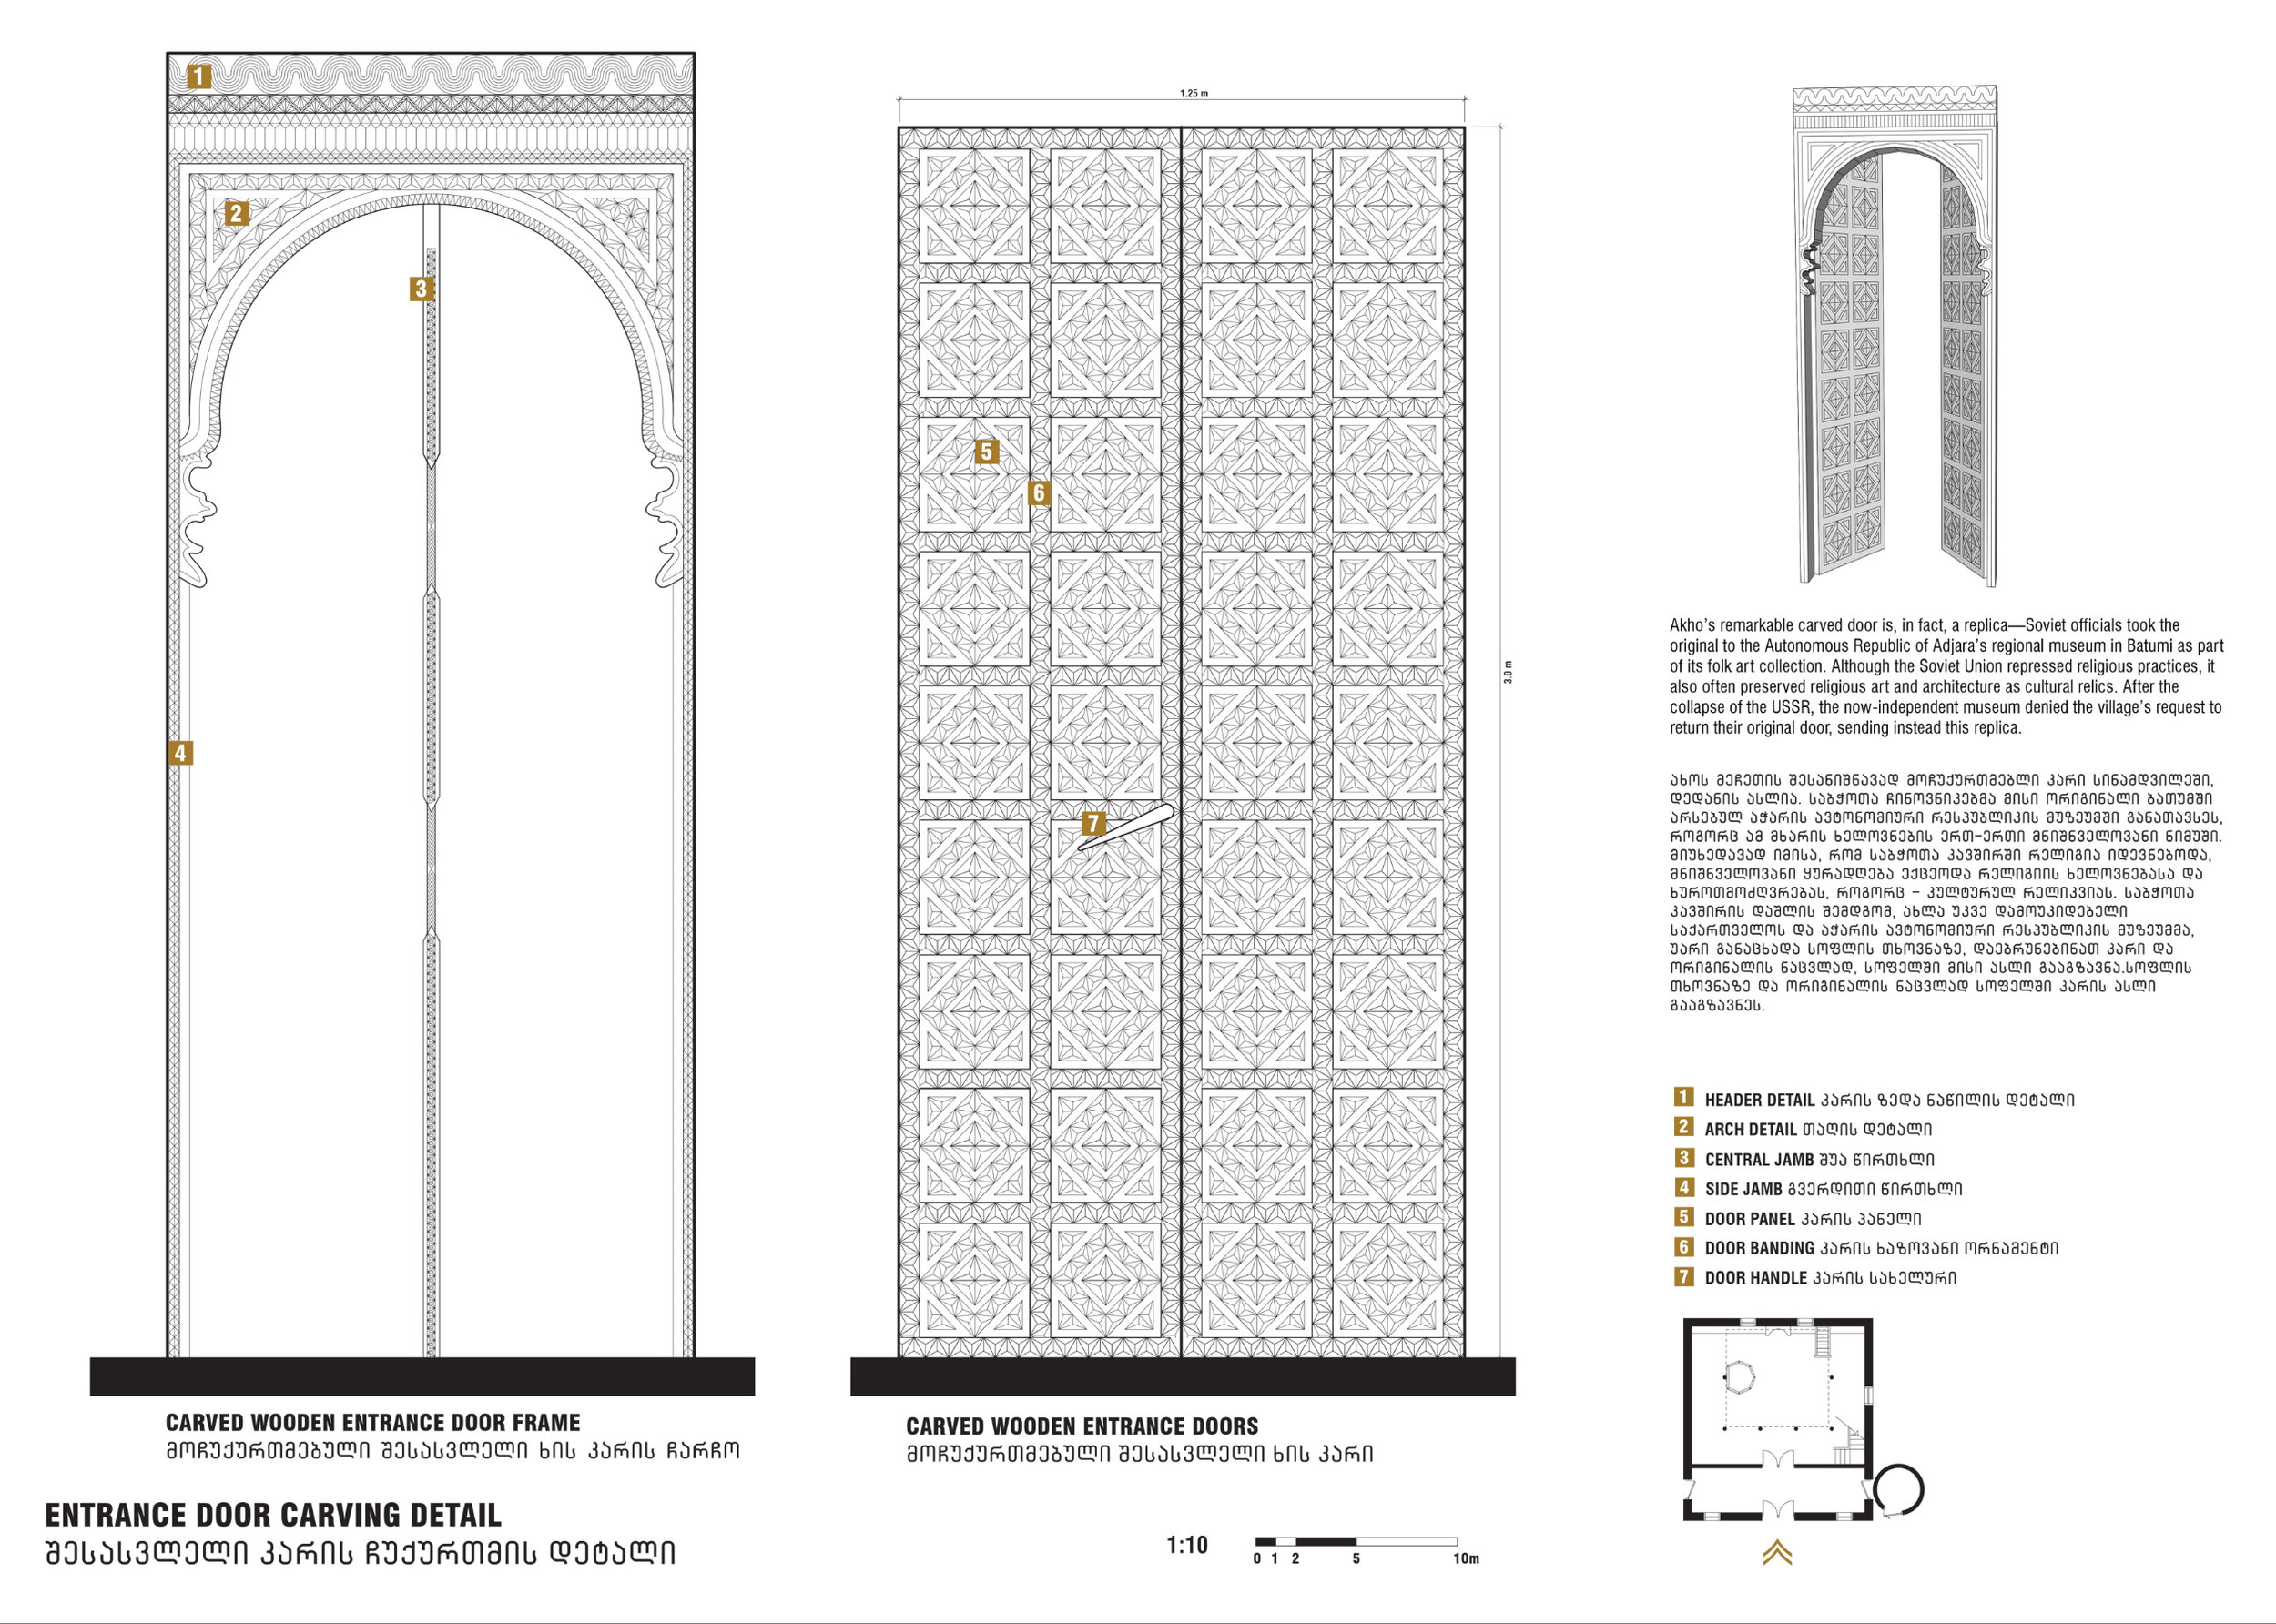 1
2
3
4
CARVED WOODEN ENTRANCE DOOR FRAME
მოჩუქურთმებული შესასვლელი ხის კარის ჩარჩო
1.25 m
3.0 m
5
6
7
CARVED WOODEN ENTRANCE DOORS
მოჩუქურთმებული შესასვლელი ხის კარი
Akho's remarkable carved door is, in fact, a replica—Soviet officials took the
original to the Autonomous Republic of Adjara's regional museum in Batumi as part
of its folk art collection. Although the Soviet Union repressed religious practices, it
also often preserved religious art and architecture as cultural relics. After the
collapse of the USSR, the now-independent museum denied the village's request to
return their original door, sending instead this replica.
ახოს მეჩეთის შესანიშნავად მოჩუქურთმებლი კარი სინამდვილეში,
დედანის ასლია. საბჭოთა ჩინოვნიკებმა მისი ორიგინალი ბათუმში
არსებულ აჭარის ავტონომიური რესპუბლიკის მუზეუმში განათავსეს,
როგორც ამ მხარის ხელოვნების ერთ-ერთი მნიშნველოვანი ნიმუში.
მიუხედავად იმისა, რომ საბჭოთა კავშირში რელიგია იდევნებოდა,
მნიშნველოვანი ყურადღება ექცეოდა რელიგიის ხელოვნებასა და
ხუროთმოძღვრებას, როგორც – კულტურულ რელიკვიას. საბჭოთა
კავშირის დაშლის შემდგომ, ახლა უკვე დამოუკიდებელი
საქართველოს და აჭარის ავტონომიური რესპუბლიკის მუზეუმმა,
უარი განაცხადა სოფლის თხოვნაზე, დაებრუნებინათ კარი და
ორიგინალის ნაცვლად, სოფელში მისი ასლი გააგზავნა.სოფლის
თხოვნაზე და ორიგინალის ნაცვლად სოფელში კარის ასლი
გააგზავნეს.
1 HEADER DETAIL კარის ზედა ნაწილის დეტალი
2 ARCH DETAIL თაღის დეტალი
3 CENTRAL JAMB შუა წირთხლი
4 SIDE JAMB გვერდითი წირთხლი
5 DOOR PANEL კარის პანელი
6 DOOR BANDING კარის ხაზოვანი ორნამენტი
7 DOOR HANDLE კარის სახელური
ENTRANCE DOOR CARVING DETAIL
შესასვლელი კარის ჩუქურთმის დეტალი
1:10
0 1 2 5 10m